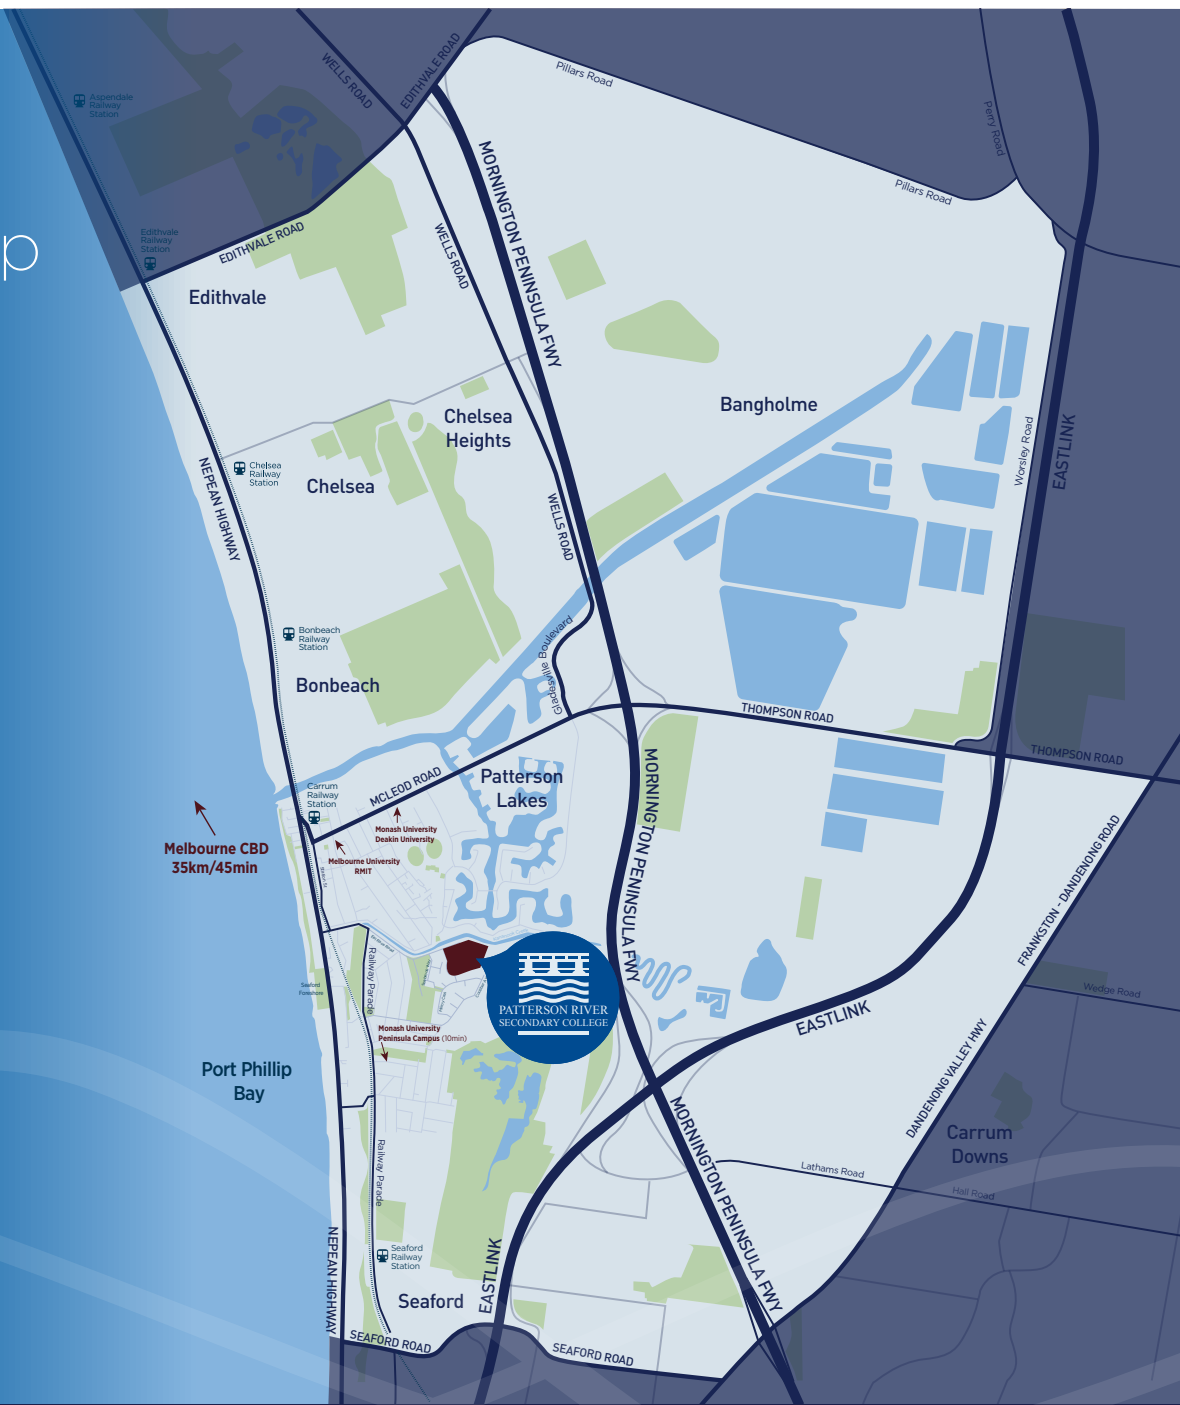 p
WELLS ROAD
EDITHVALE ROAD
Pillars Road
Perry Road
Aspendale
Railway
Station
MORNINGTON PENINSULA FWY
Pillars Road
Edithvale
Railway
Station
EDITHVALE ROAD
WELLS ROAD
Edithvale
Bangholme
Chelsea
Heights
Worsley Road
EASTLINK
NEPEAN HIGHWAY
Chelsea
Railway
Station
Chelsea
WELLS ROAD
Bonbeach
Railway
Station
Gladesville Boulevard
Bonbeach
THOMPSON ROAD
THOMPSON ROAD
MORNINGTON PENINSULA FWY
Carrum
Railway
Station
MCLEOD ROAD
Patterson
Lakes
Monash University
Deakin University
Melbourne CBD
35km/45min
Melbourne University
RMIT
FRANKSTON - DANDENONG ROAD
Railway Parade
Seaford
Foreshore
PATTERSON RIVER
SECONDARY COLLEGE
Wedge Road
EASTLINK
Monash University
Peninsula Campus (10min)
DANDENONG VALLEY HWY
Port Phillip
Bay
MORNINGTON PENINSULA FWY
Carrum
Downs
Lathams Road
Hall Road
Railway Parade
NEPEAN HIGHWAY
Seaford
Railway
Station
EASTLINK
Seaford
SEAFORD ROAD
SEAFORD ROAD